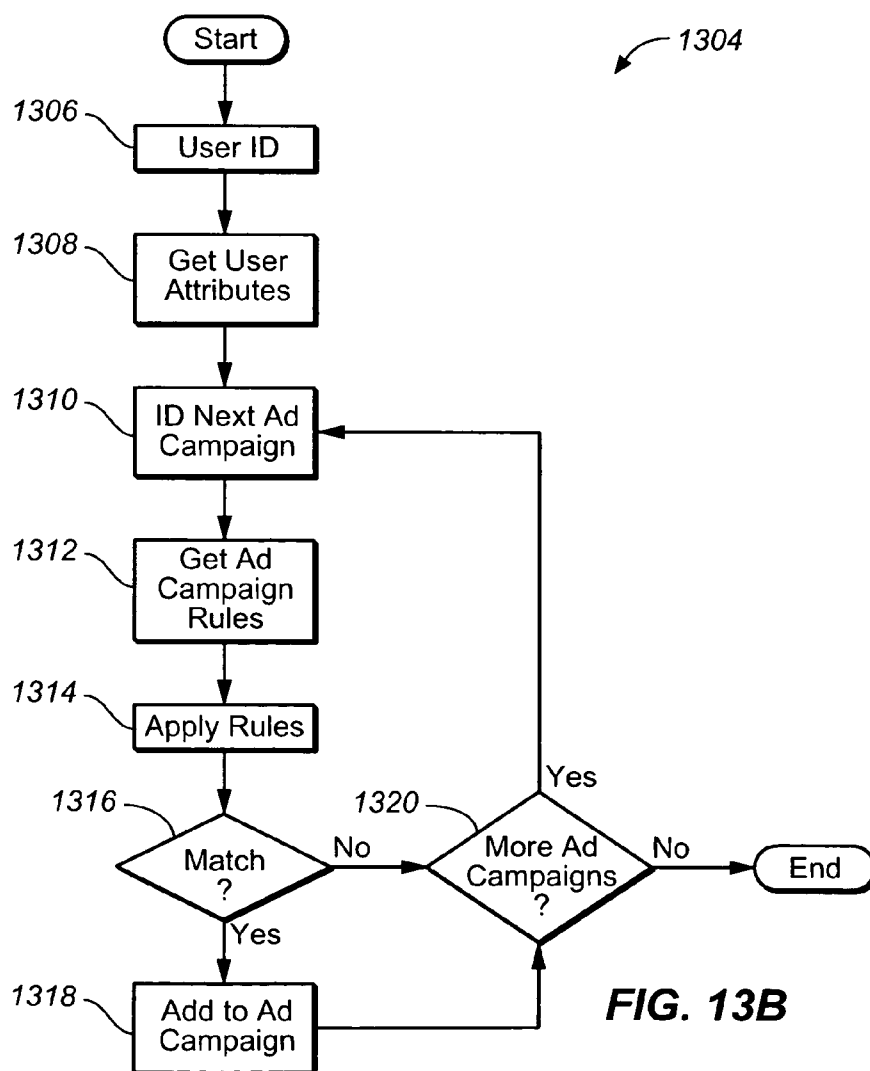 Start
1304
1306
User ID
1308
Get User
Attributes
1310
ID Next Ad
Campaign
1312
Get Ad
Campaign
Rules
1314
Apply Rules
1316
Match
?
No
Yes
1320
More Ad
Campaigns
?
Yes
No
End
1318
Add to Ad
Campaign
FIG. 13B